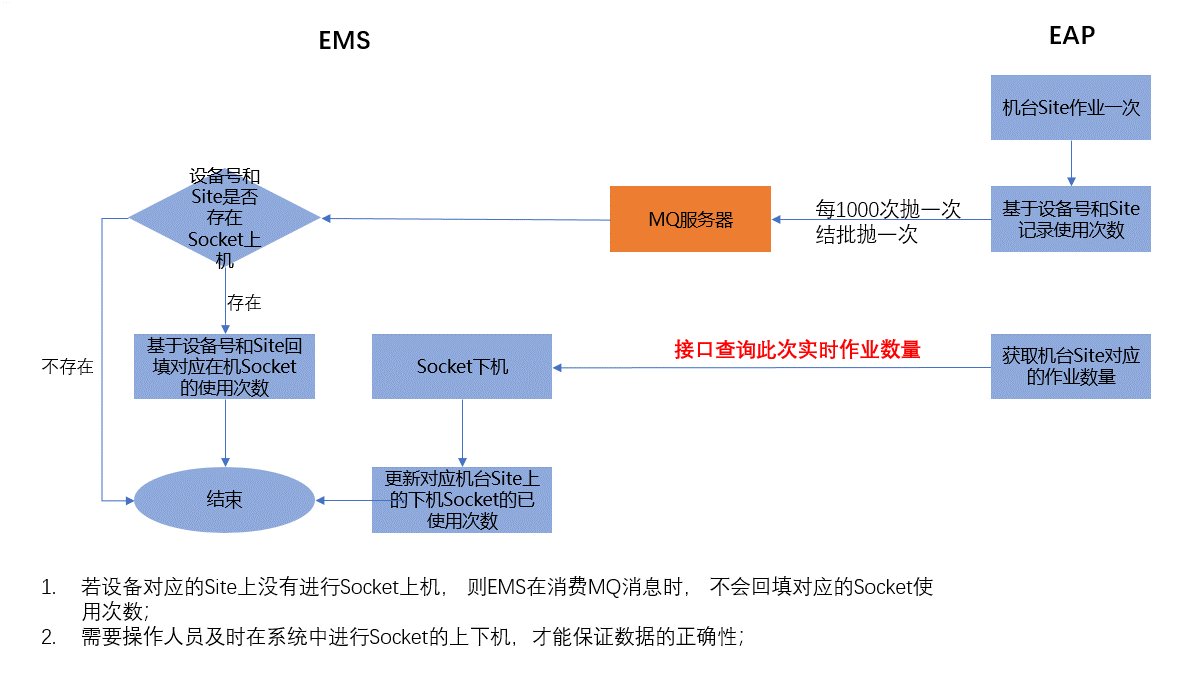 EMS
EAP
机台Site作业一次
设备号和
Site是否
存在
Socket上
机
MQ服务器
每1000次抛一次
结批抛一次
基于设备号和Site
记录使用次数
存在
不存在
基于设备号和Site回
填对应在机Socket
的使用次数
Socket下机
接口查询此次实时作业数量
获取机台Site对应
的作业数量
结束
更新对应机台Site上
的下机Socket的已
使用次数
1. 若设备对应的Site上没有进行Socket上机， 则EMS在消费MQ消息时， 不会回填对应的Socket使
用次数；
2. 需要操作人员及时在系统中进行Socket的上下机，才能保证数据的正确性；